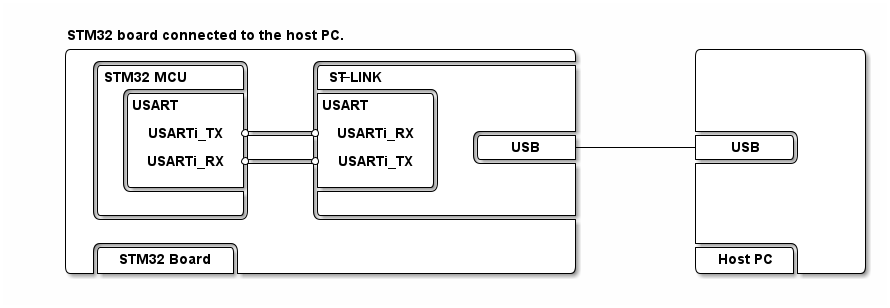 STM32 board connected to the host PC.
STM32 MCU
ST-LINK
USART
USART
USARTi_TX
USARTi_RX
USARTi_RX
USARTi_TX
USB
USB
STM32 Board
Host PC